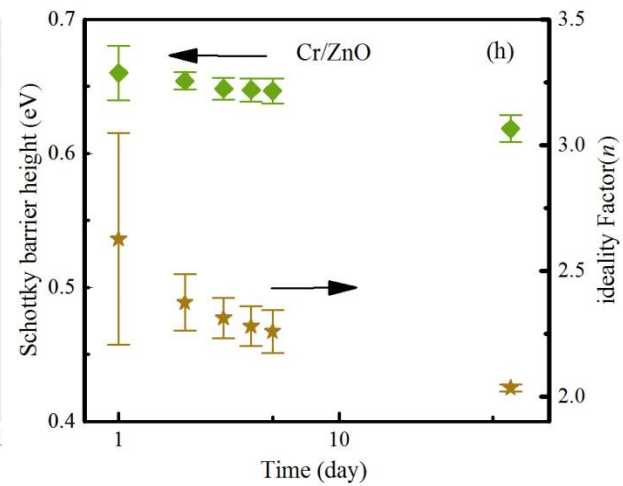 0.7
0.6
0.5
0.4
Schottky barrier height (eV)
Cr/ZnO
(h)
3.5
3.0
2.5
2.0
ideality Factor(n)
1
10
Time (day)